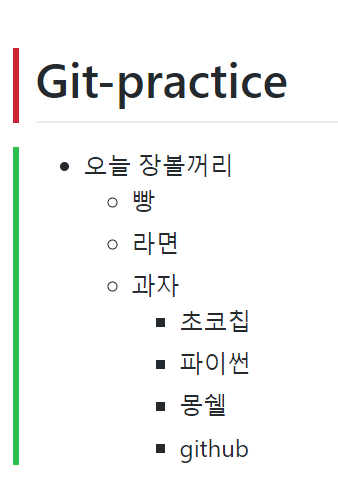 Git-practice
오늘 장볼꺼리
빵
라면
과자
초코칩
파이썬
몽쉘
github